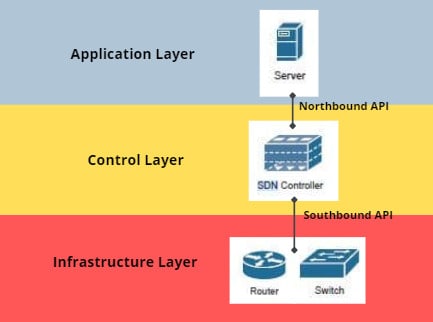 Application Layer
Server
Northbound API
Control Layer
SDN Controller
Southbound API
Infrastructure Layer
Router
Switch